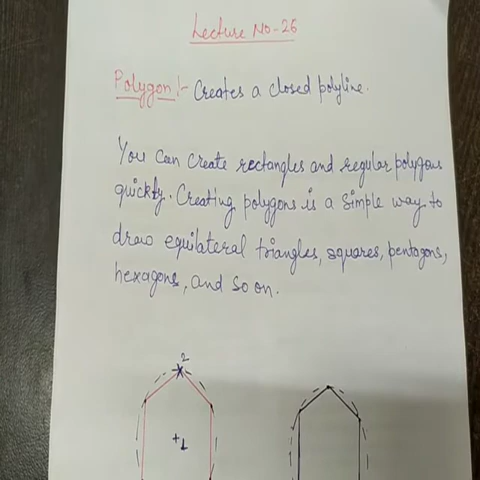 Lecture No-26
Polygon:- Creates a closed polyline.
You can create rectangles and regular polygons
quickly. Creating polygons is a simple way to
draw equilateral triangles, squares, pentagons,
hexagons, and so on.
2
1